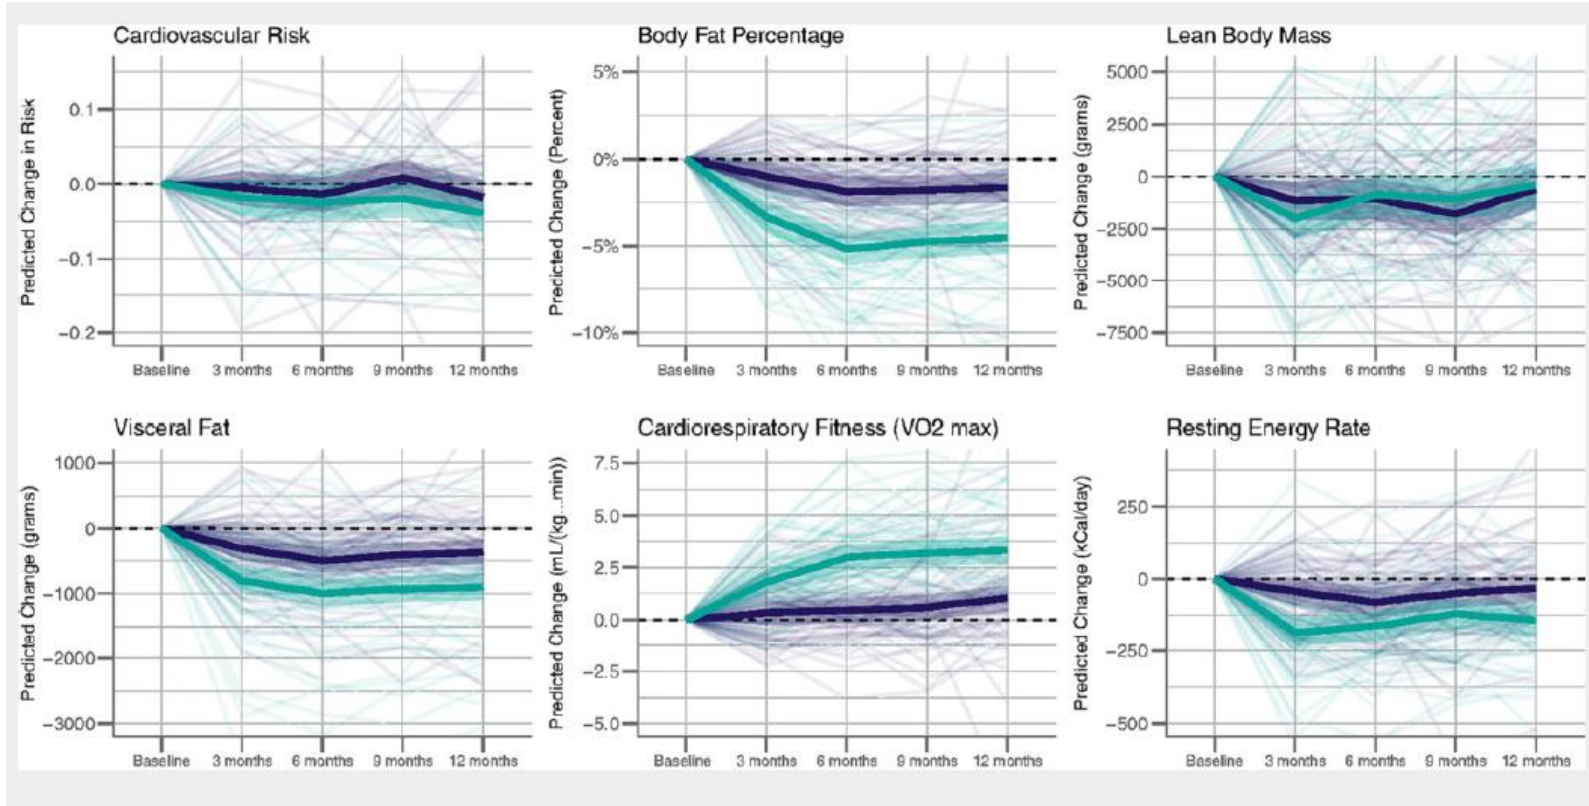 Cardiovascular Risk
Predicted Change in Risk
0.1
0.0
−0.1
−0.2
Baseline 3 months 6 months 9 months 12 months
Body Fat Percentage
Predicted Change (Percent)
5%
0%
−5%
−10%
Baseline 3 months 6 months 9 months 12 months
Lean Body Mass
Predicted Change (grams)
5000
2500
0
−2500
−5000
−7500
Baseline 3 months 6 months 9 months 12 months
Visceral Fat
Predicted Change (grams)
1000
0
−1000
−2000
−3000
Baseline 3 months 6 months 9 months 12 months
Cardiorespiratory Fitness (VO2 max)
Predicted Change (mL/(kg...min))
7.5
5.0
2.5
0.0
−2.5
−5.0
Baseline 3 months 6 months 9 months 12 months
Resting Energy Rate
Predicted Change (kCal/day)
250
0
−250
−500
Baseline 3 months 6 months 9 months 12 months